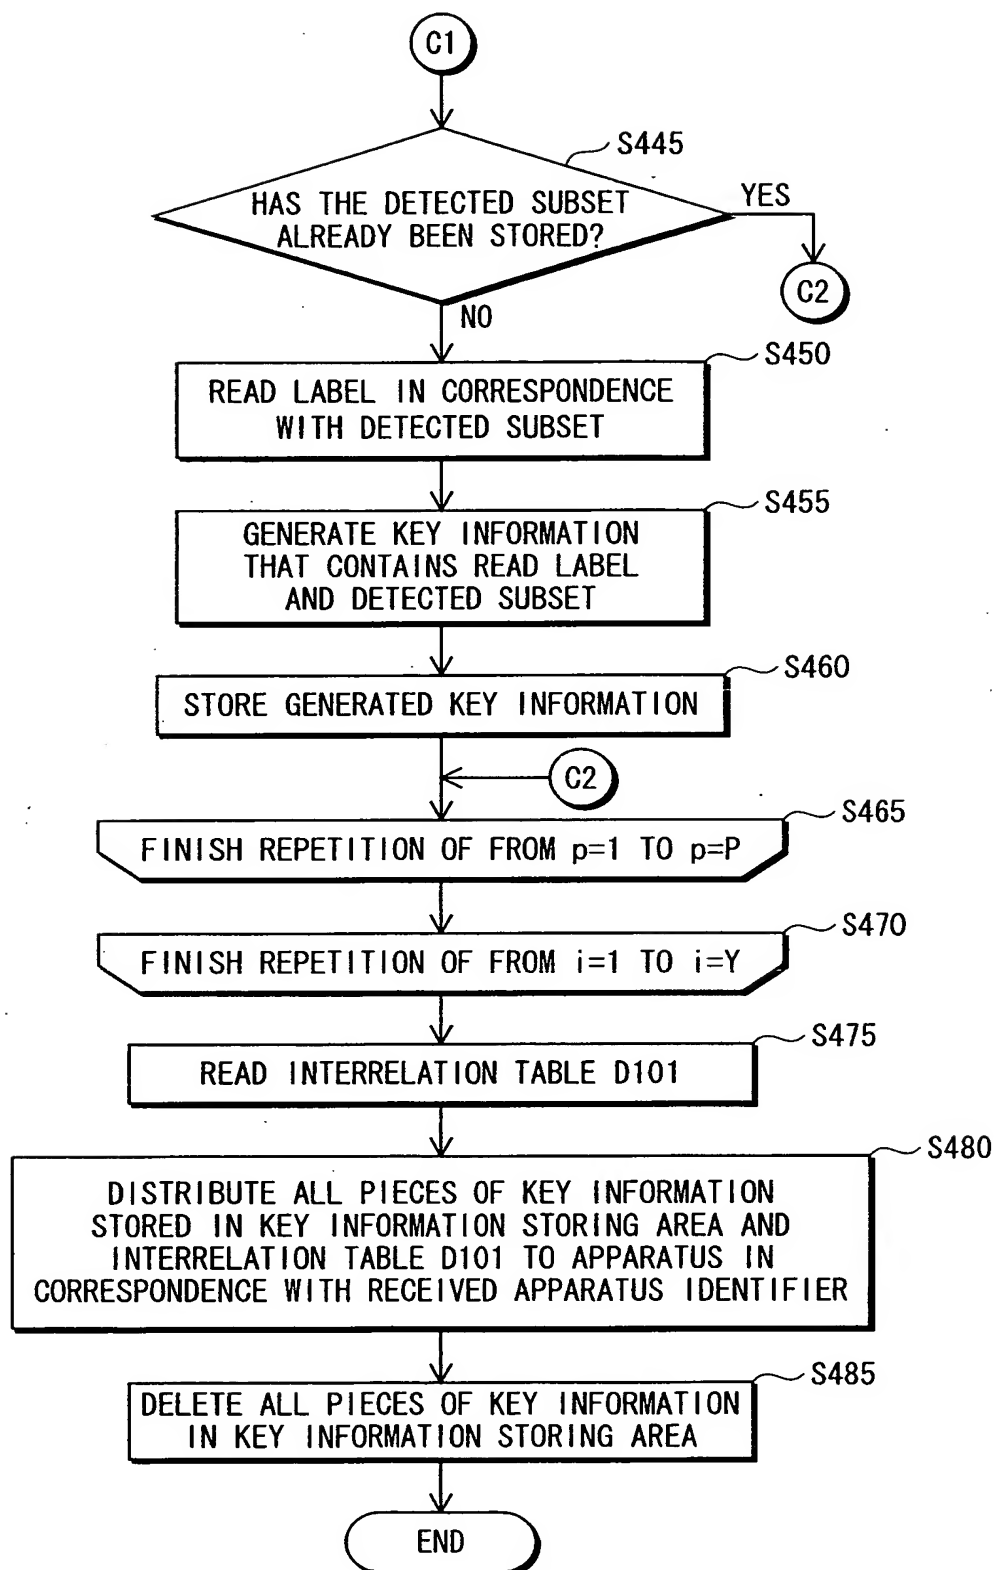 C1
S445
HAS THE DETECTED SUBSET
ALREADY BEEN STORED?
YES
C2
NO
S450
READ LABEL IN CORRESPONDENCE
WITH DETECTED SUBSET
S455
GENERATE KEY INFORMATION
THAT CONTAINS READ LABEL
AND DETECTED SUBSET
S460
STORE GENERATED KEY INFORMATION
C2
S465
FINISH REPETITION OF FROM p=1 TO p=P
S470
FINISH REPETITION OF FROM i=1 TO i=Y
S475
READ INTERRELATION TABLE D101
S480
DISTRIBUTE ALL PIECES OF KEY INFORMATION
STORED IN KEY INFORMATION STORING AREA AND
INTERRELATION TABLE D101 TO APPARATUS IN
CORRESPONDENCE WITH RECEIVED APPARATUS IDENTIFIER
S485
DELETE ALL PIECES OF KEY INFORMATION
IN KEY INFORMATION STORING AREA
END